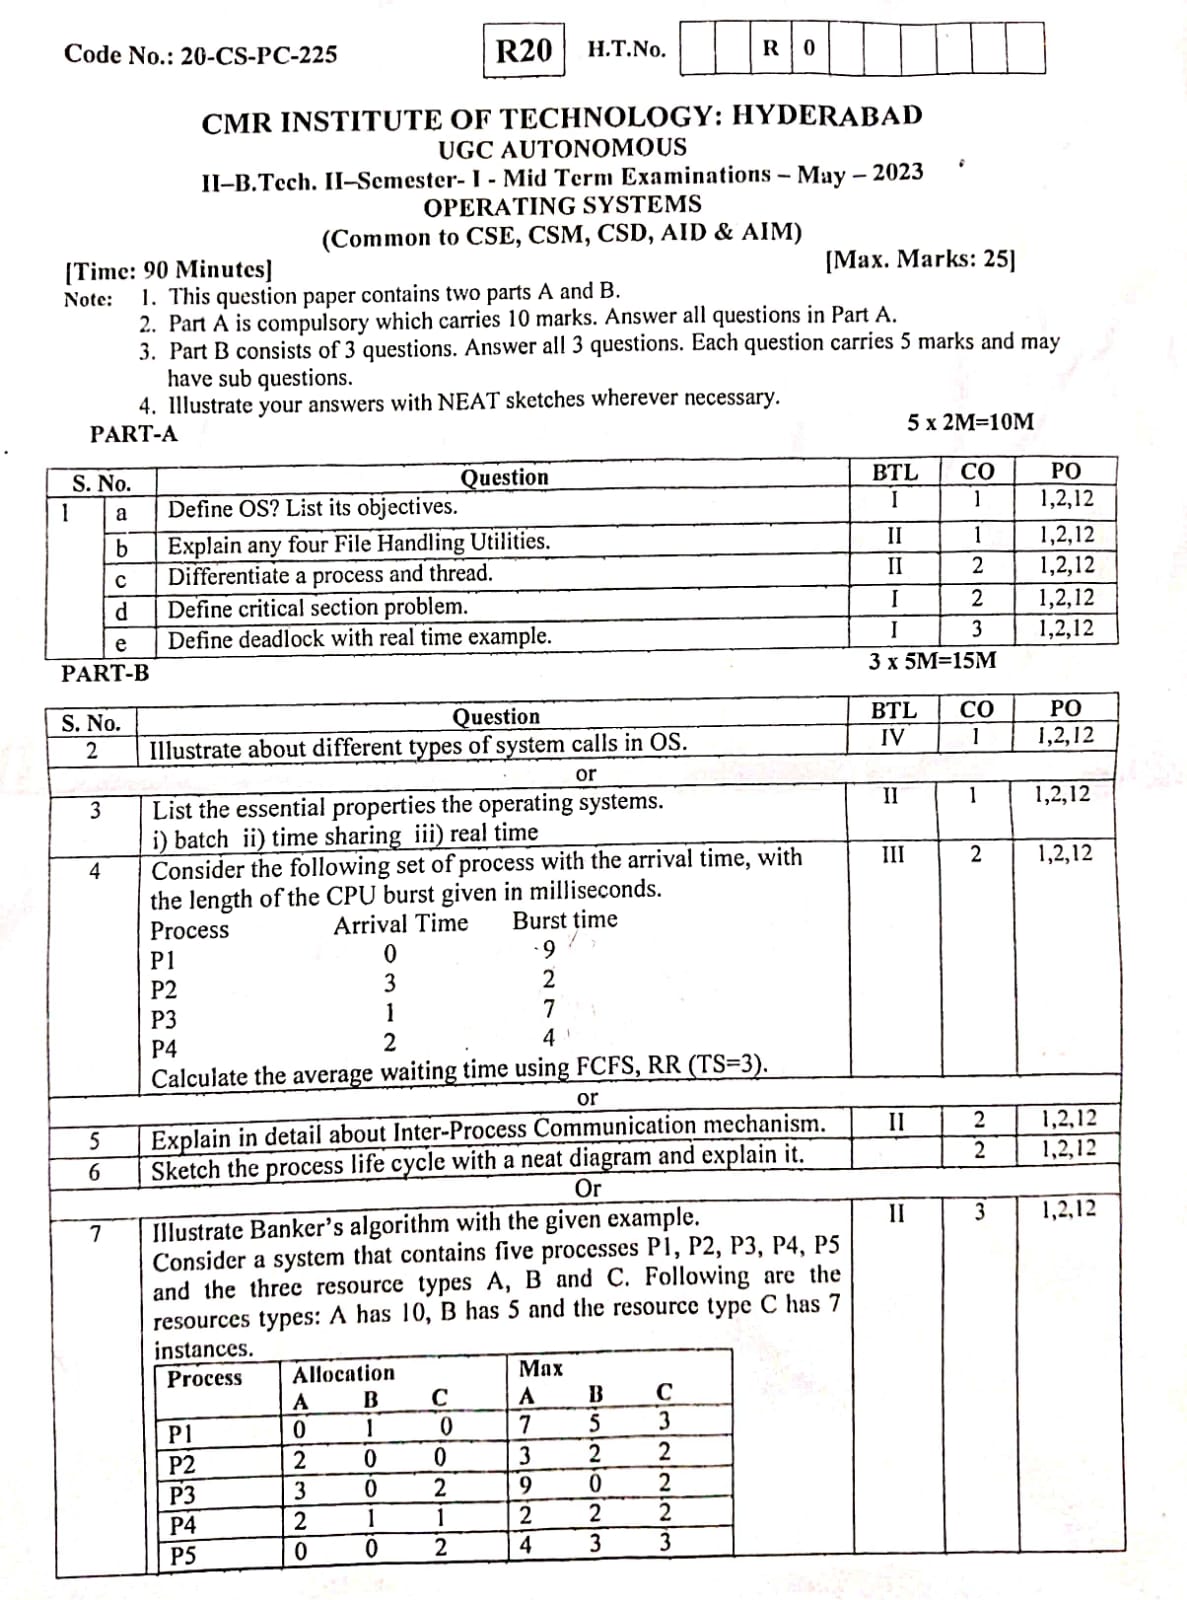 Code No.: 20-CS-PC-225 R20 H.T.No. R 0
CMR INSTITUTE OF TECHNOLOGY: HYDERABAD
UGC AUTONOMOUS
II–B.Tech. II–Semester- I - Mid Term Examinations – May – 2023
OPERATING SYSTEMS
(Common to CSE, CSM, CSD, AID & AIM)
[Time: 90 Minutes] [Max. Marks: 25]
Note: 1. This question paper contains two parts A and B.
2. Part A is compulsory which carries 10 marks. Answer all questions in Part A.
3. Part B consists of 3 questions. Answer all 3 questions. Each question carries 5 marks and may
have sub questions.
4. Illustrate your answers with NEAT sketches wherever necessary.
PART-A 5 x 2M=10M
S. No. Question BTL CO PO
1 a Define OS? List its objectives. I 1 1,2,12
b Explain any four File Handling Utilities. II 1 1,2,12
c Differentiate a process and thread. II 2 1,2,12
d Define critical section problem. I 2 1,2,12
e Define deadlock with real time example. I 3 1,2,12
PART-B 3 x 5M=15M
S. No. Question BTL CO PO
2 Illustrate about different types of system calls in OS. IV 1 1,2,12
or
3 List the essential properties the operating systems. II 1 1,2,12
i) batch ii) time sharing iii) real time
4 Consider the following set of process with the arrival time, with III 2 1,2,12
the length of the CPU burst given in milliseconds.
Process Arrival Time Burst time
P1 0 9
P2 3 2
P3 1 7
P4 2 4
Calculate the average waiting time using FCFS, RR (TS=3).
or
5 Explain in detail about Inter-Process Communication mechanism. II 2 1,2,12
6 Sketch the process life cycle with a neat diagram and explain it. 2 1,2,12
Or
7 Illustrate Banker's algorithm with the given example. II 3 1,2,12
Consider a system that contains five processes P1, P2, P3, P4, P5
and the three resource types A, B and C. Following are the
resources types: A has 10, B has 5 and the resource type C has 7
instances.
Process Allocation Max
A B C A B C
P1 0 1 0 7 5 3
P2 2 0 0 3 2 2
P3 3 0 2 9 0 2
P4 2 1 1 2 2 2
P5 0 0 2 4 3 3